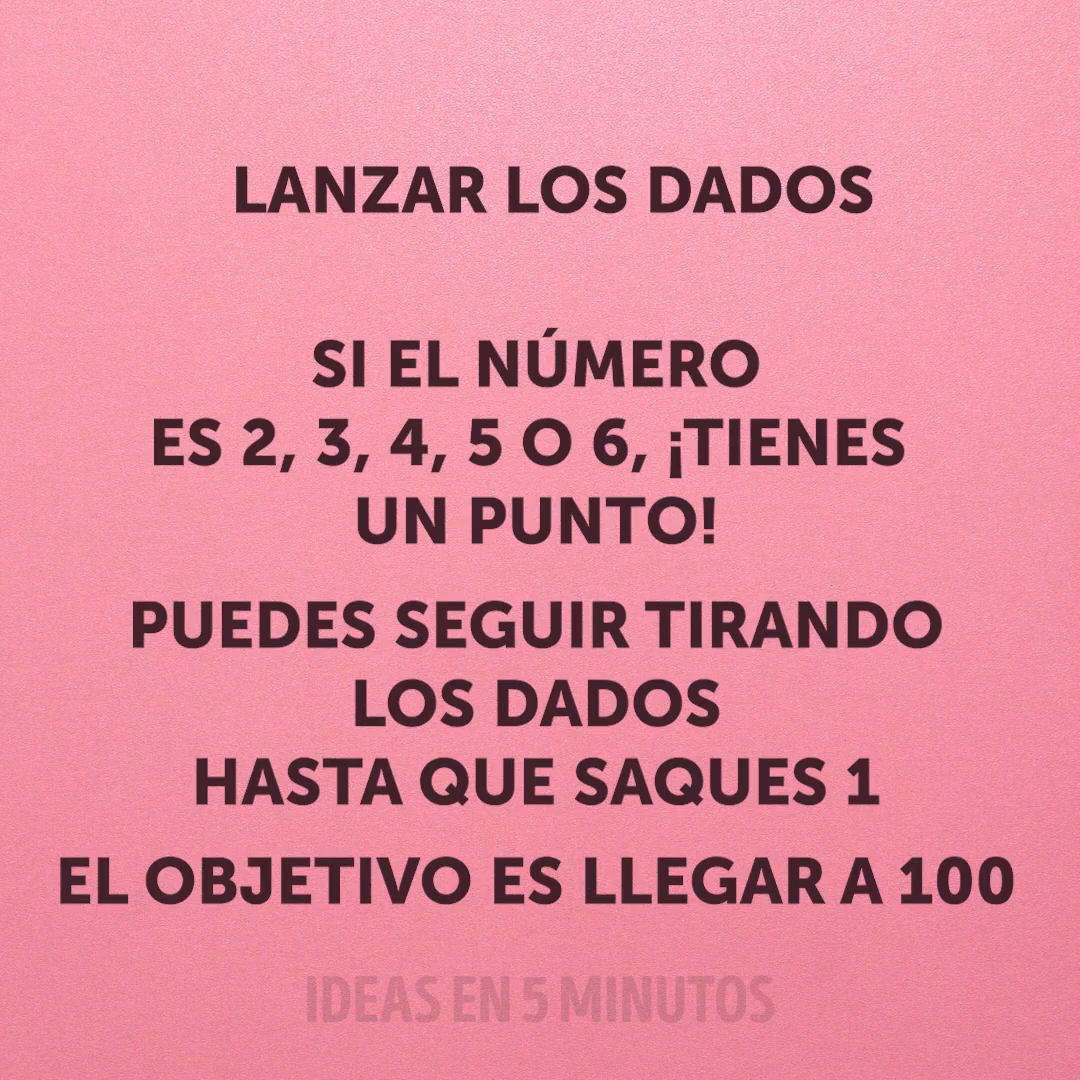 LANZAR LOS DADOS
SI EL NÚMERO
ES 2, 3, 4, 5 O 6, ¡TIENES
UN PUNTO!
PUEDES SEGUIR TIRANDO
LOS DADOS
HASTA QUE SAQUES 1
EL OBJETIVO ES LLEGAR A 100
IDEAS EN 5 MINUTOS